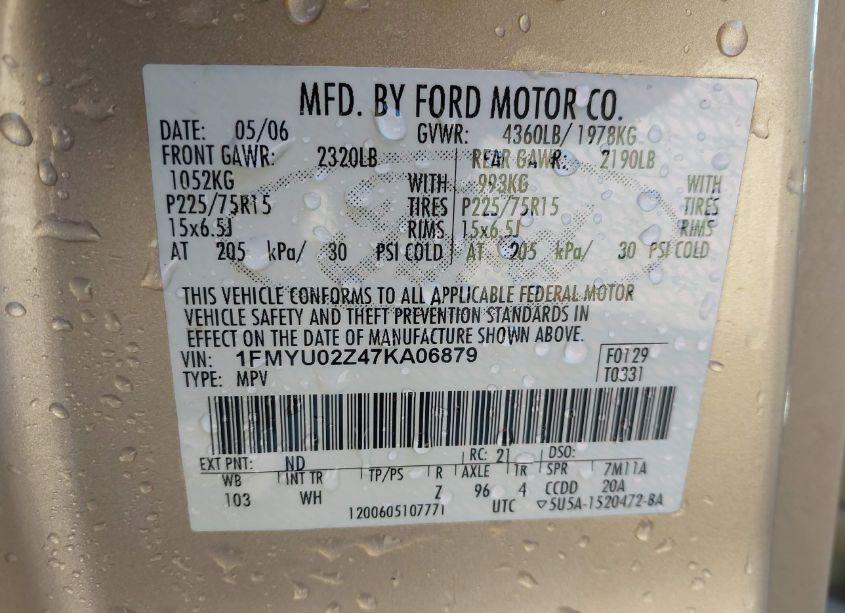 MFD. BY FORD MOTOR CO.
DATE: 05/06 GVWR: 4360LB/ 1978KG
FRONT GAWR: 2320LB REAR GAWR: 2190LB
1052KG WITH 993KG WITH
P225/75R15 TIRES P225/75R15 TIRES
15x6.5J RIMS 15x6.5J RIMS
AT 205 kPa/ 30 PSI COLD AT 205 kPa/ 30 PSI COLD
THIS VEHICLE CONFORMS TO ALL APPLICABLE FEDERAL MOTOR
VEHICLE SAFETY AND THEFT PREVENTION STANDARDS IN
EFFECT ON THE DATE OF MANUFACTURE SHOWN ABOVE.
VIN: 1FMYU02Z47KA06879 F0129
TYPE: MPV T0331
EXT PNT: ND RC: 21 DSO:
WB INT TR TP/PS R AXLE TR SPR 7M11A
103 WH Z 96 4 CCDD 20A
1200605107771 UTC ▽5U5A-1520472-BA